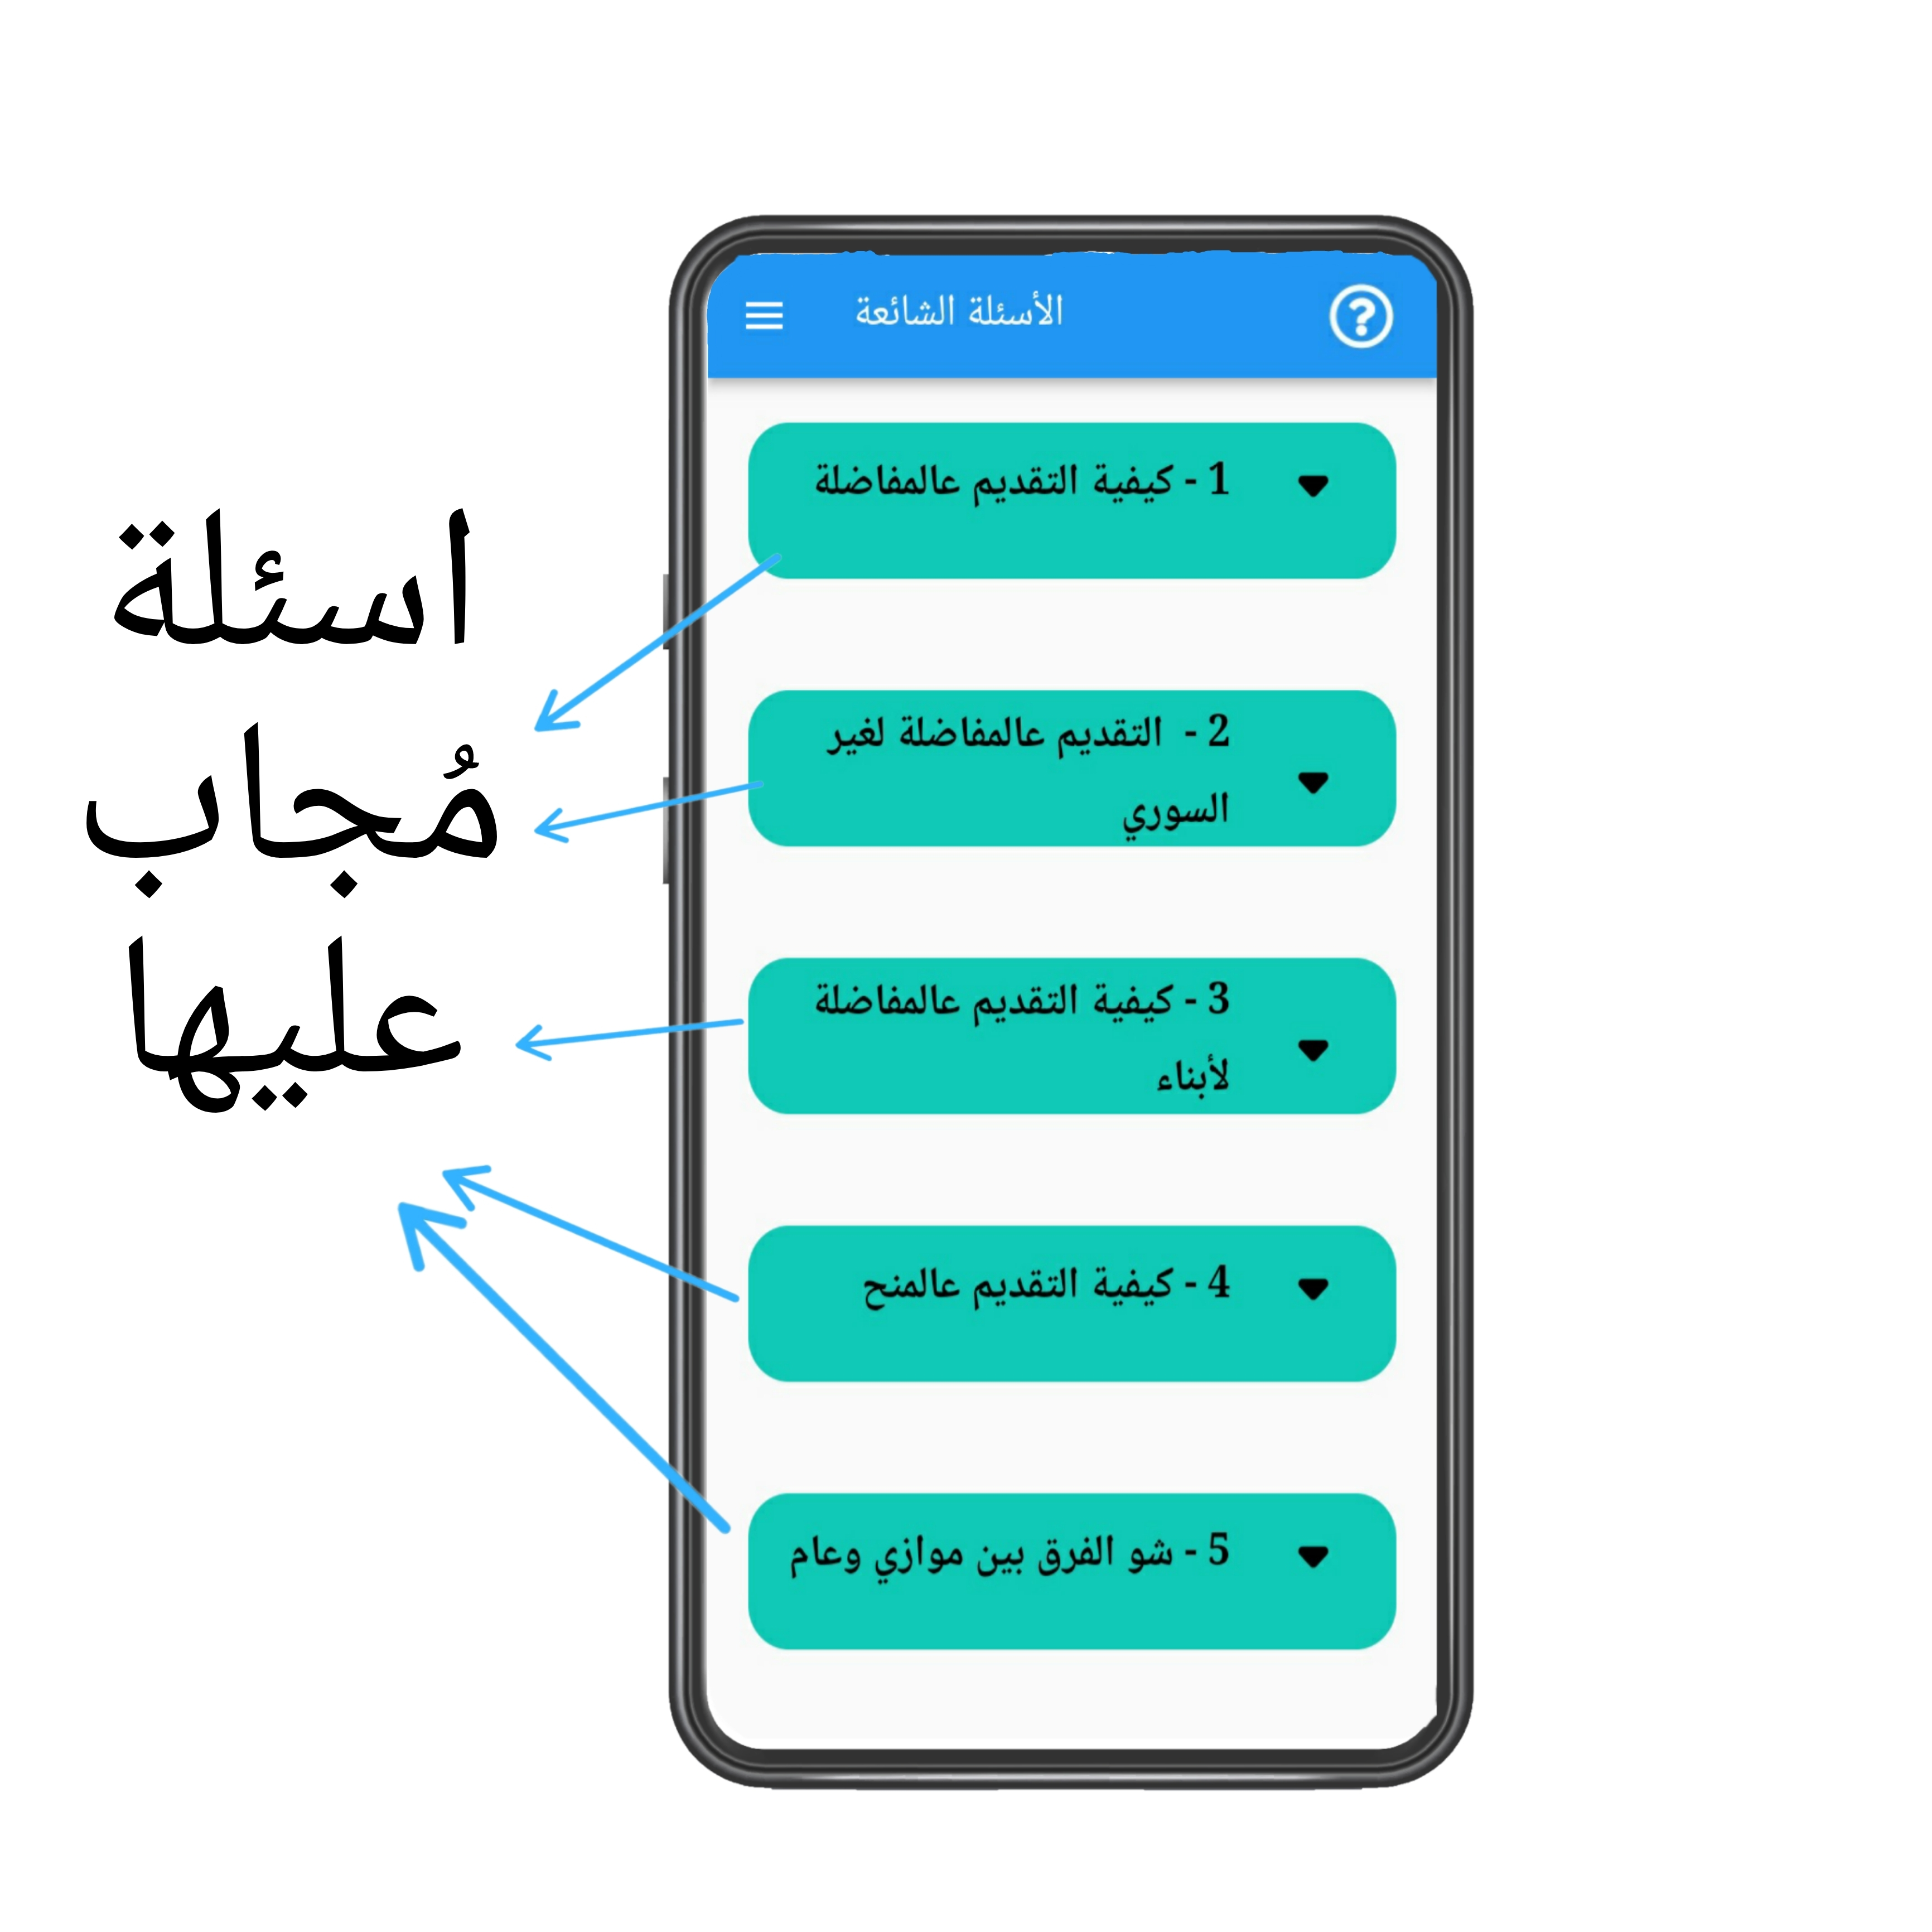 الأسئلة الشائعة
1 - كيفية التقديم عالمفاضلة
2 - التقديم عالمفاضلة لغير
السوري
3 - كيفية التقديم عالمفاضلة
لأبناء
4 - كيفية التقديم عالمنح
5 - شو الفرق بين موازي وعام
اسئلة
مُجاب
عليها